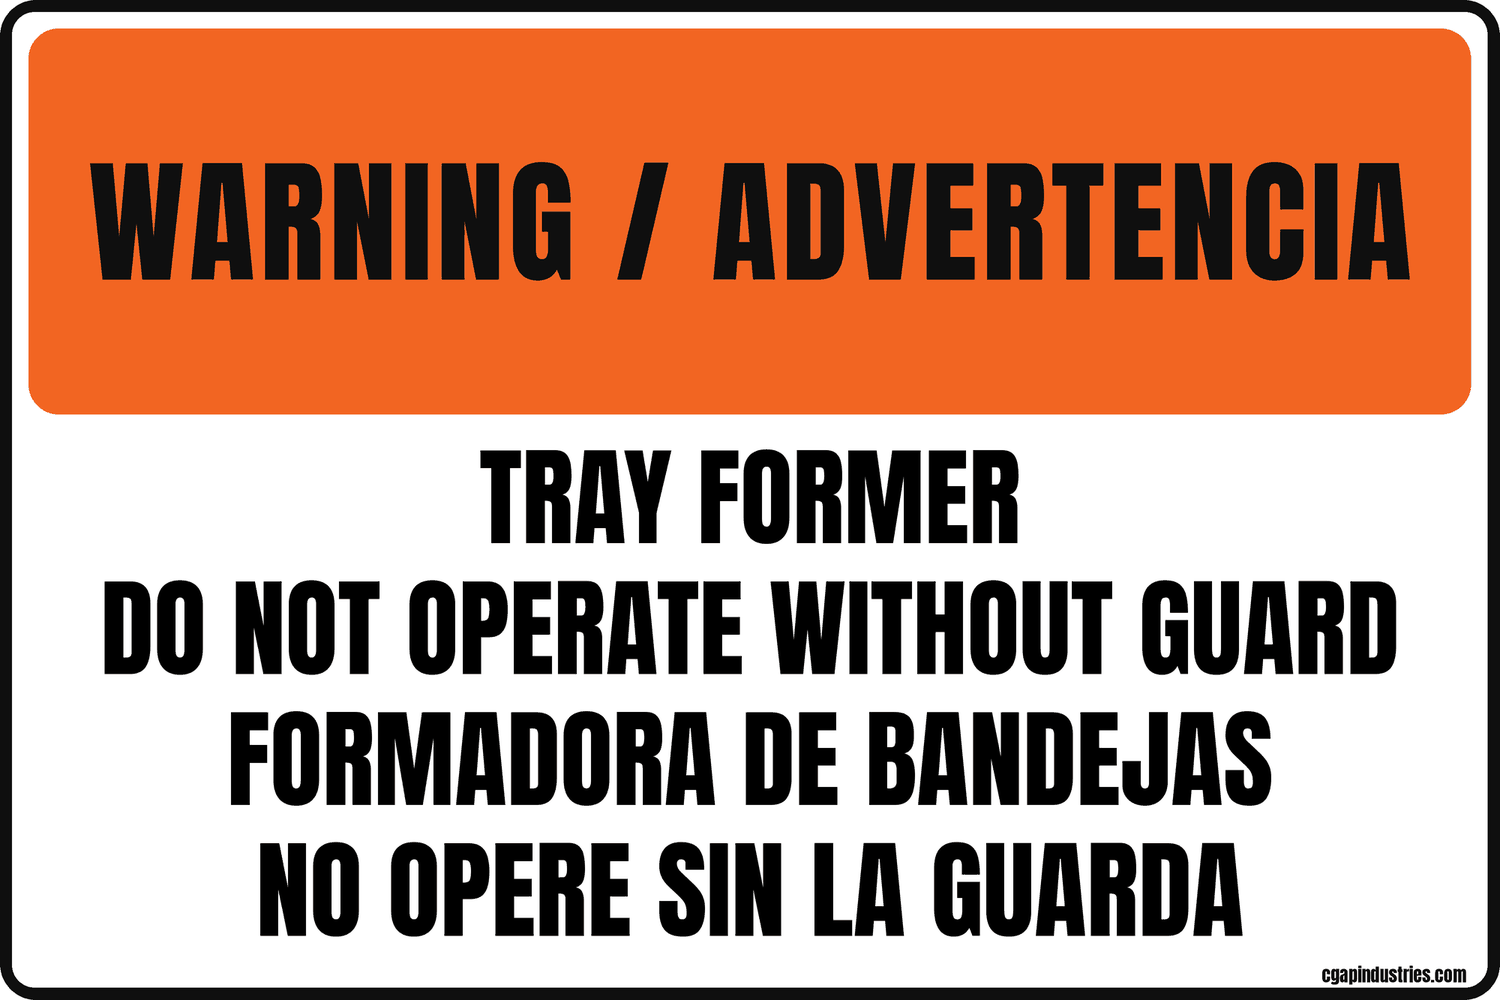 WARNING / ADVERTENCIA
TRAY FORMER
DO NOT OPERATE WITHOUT GUARD
FORMADORA DE BANDEJAS
NO OPERE SIN LA GUARDA
cgapindustries.com